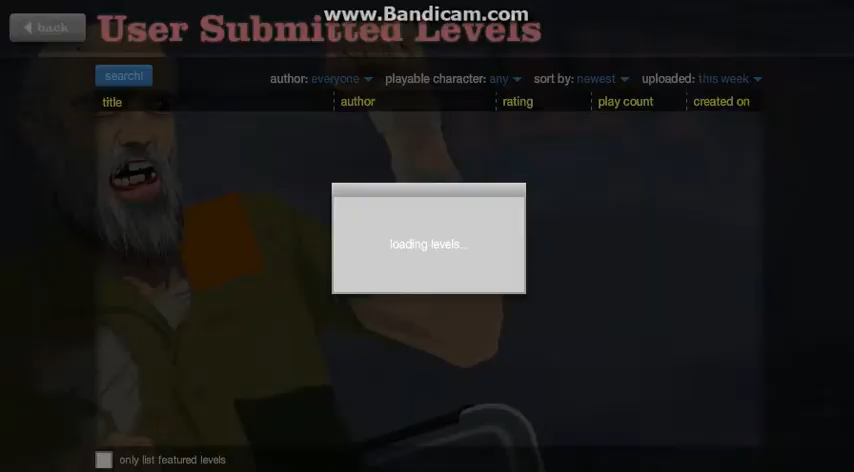 www.Bandicam.com
back
User Submitted Levels
search!
author: everyone playable character: any sort by: newest uploaded: this week
title author rating play count created on
loading levels...
only list featured levels